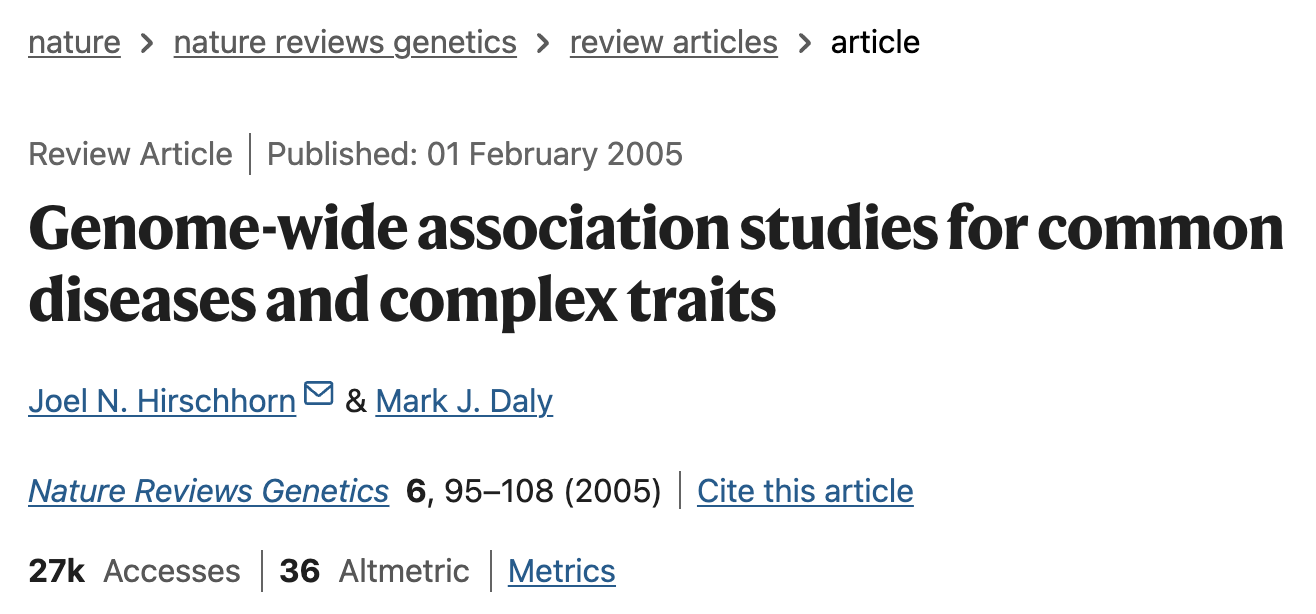 nature > nature reviews genetics > review articles > article
Review Article | Published: 01 February 2005
Genome-wide association studies for common
diseases and complex traits
Joel N. Hirschhorn & Mark J. Daly
Nature Reviews Genetics 6, 95–108 (2005) | Cite this article
27k Accesses | 36 Altmetric | Metrics